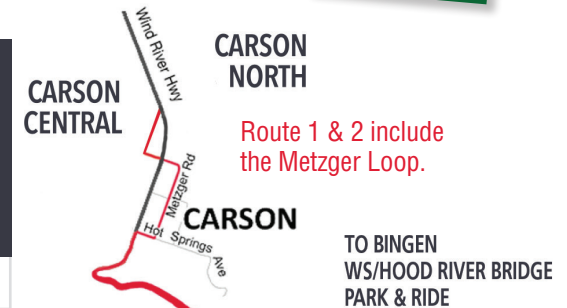 Wind River Hwy
CARSON
NORTH
CARSON
CENTRAL
Route 1 & 2 include
the Metzger Loop.
Metzger Rd
CARSON
Hot Springs Ave
TO BINGEN
WS/HOOD RIVER BRIDGE
PARK & RIDE